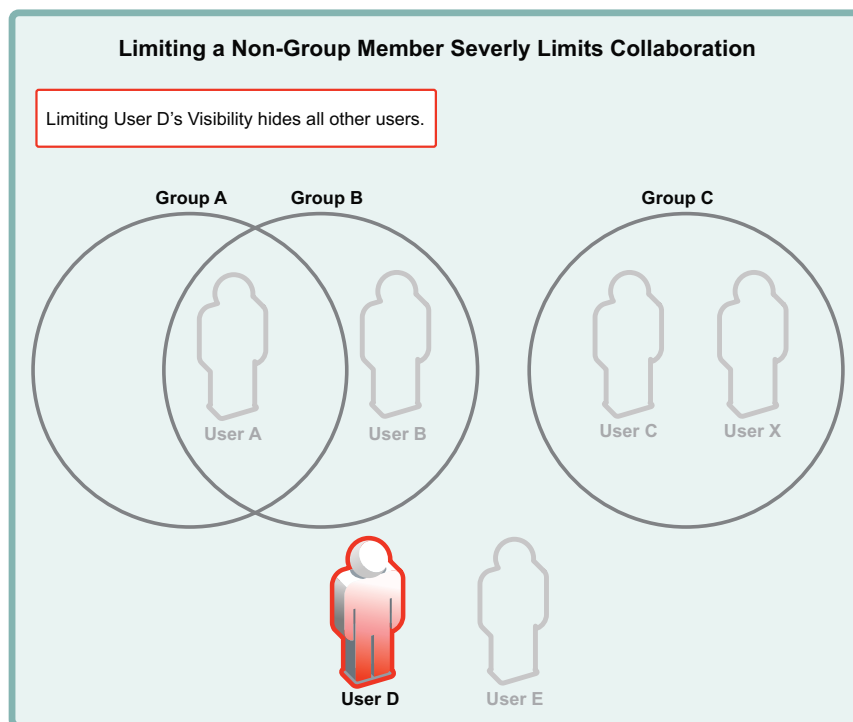 Limiting a Non-Group Member Severly Limits Collaboration
Limiting User D's Visibility hides all other users.
Group A
Group B
Group C
User A
User B
User C
User X
User D
User E